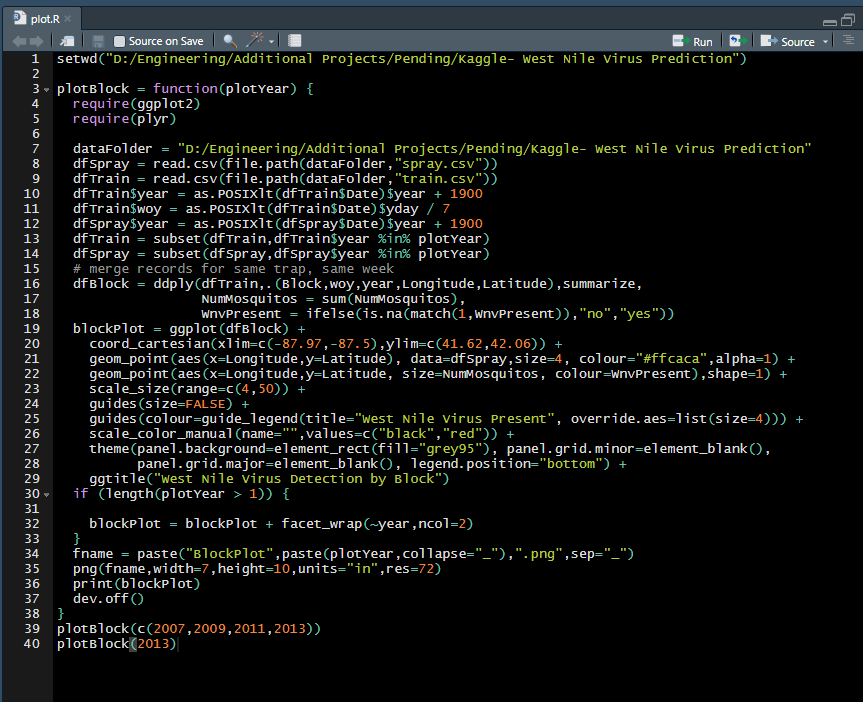 plot.R
Source on Save
Run
Source
1 setwd("D:/Engineering/Additional Projects/Pending/Kaggle- West Nile Virus Prediction")
2
3 plotBlock = function(plotYear) {
4   require(ggplot2)
5   require(plyr)
6
7   dataFolder = "D:/Engineering/Additional Projects/Pending/Kaggle- West Nile Virus Prediction"
8   dfSpray = read.csv(file.path(dataFolder,"spray.csv"))
9   dfTrain = read.csv(file.path(dataFolder,"train.csv"))
10   dfTrain$year = as.POSIXlt(dfTrain$Date)$year + 1900
11   dfTrain$woy = as.POSIXlt(dfTrain$Date)$yday / 7
12   dfSpray$year = as.POSIXlt(dfSpray$Date)$year + 1900
13   dfTrain = subset(dfTrain,dfTrain$year %in% plotYear)
14   dfSpray = subset(dfSpray,dfSpray$year %in% plotYear)
15   # merge records for same trap, same week
16   dfBlock = ddply(dfTrain,.(Block,woy,year,Longitude,Latitude),summarize,
17                   NumMosquitos = sum(NumMosquitos),
18                   WnvPresent = ifelse(is.na(match(1,WnvPresent)),"no","yes"))
19   blockPlot = ggplot(dfBlock) +
20     coord_cartesian(xlim=c(-87.97,-87.5),ylim=c(41.62,42.06)) +
21     geom_point(aes(x=Longitude,y=Latitude), data=dfSpray,size=4, colour="#ffcaca",alpha=1) +
22     geom_point(aes(x=Longitude,y=Latitude, size=NumMosquitos, colour=WnvPresent),shape=1) +
23     scale_size(range=c(4,50)) +
24     guides(size=FALSE) +
25     guides(colour=guide_legend(title="West Nile Virus Present", override.aes=list(size=4))) +
26     scale_color_manual(name="",values=c("black","red")) +
27     theme(panel.background=element_rect(fill="grey95"), panel.grid.minor=element_blank(),
28           panel.grid.major=element_blank(), legend.position="bottom") +
29     ggtitle("West Nile Virus Detection by Block")
30   if (length(plotYear > 1)) {
31
32     blockPlot = blockPlot + facet_wrap(~year,ncol=2)
33   }
34   fname = paste("BlockPlot",paste(plotYear,collapse="_"),".png",sep="_")
35   png(fname,width=7,height=10,units="in",res=72)
36   print(blockPlot)
37   dev.off()
38 }
39 plotBlock(c(2007,2009,2011,2013))
40 plotBlock(2013)